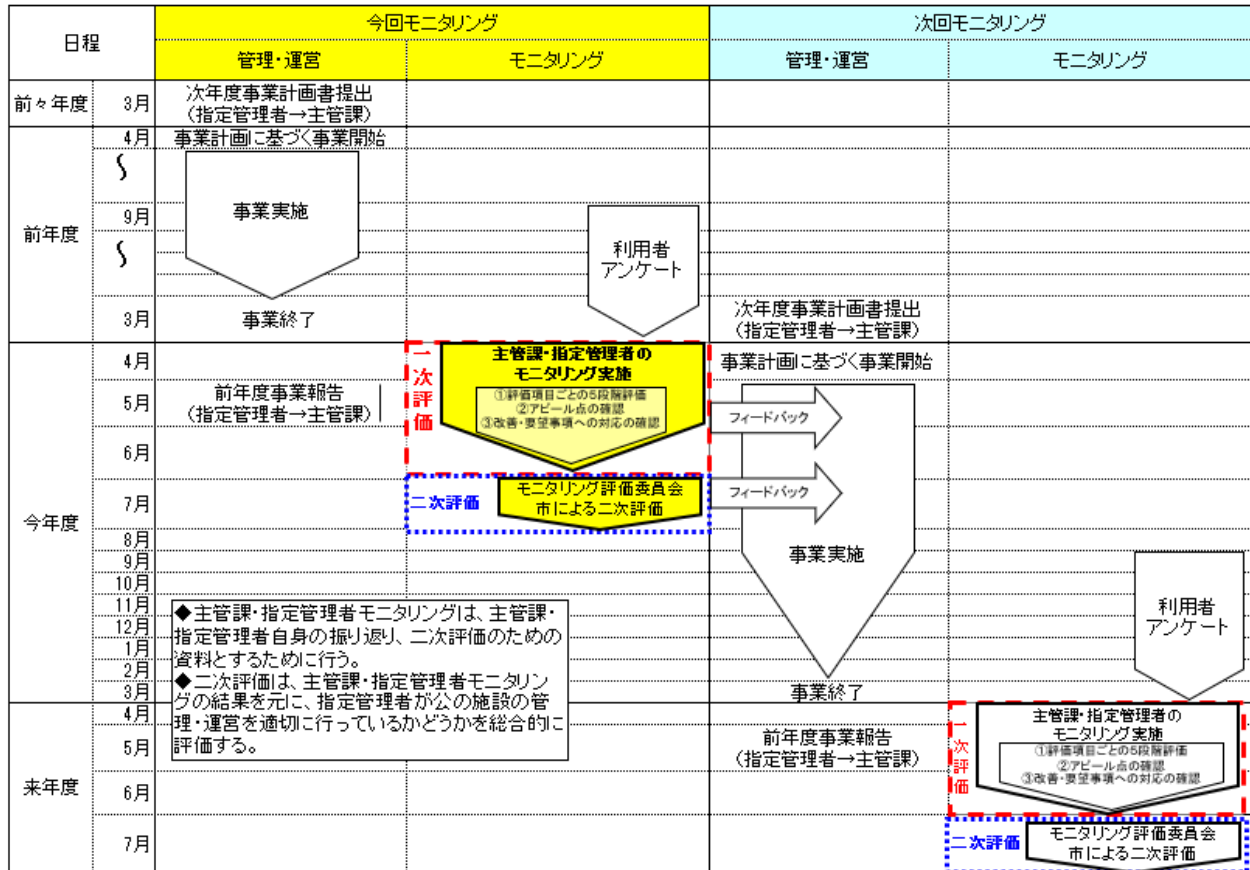 日程
今回モニタリング
次回モニタリング
管理・運営
モニタリング
管理・運営
モニタリング
前々年度
3月
次年度事業計画書提出
(指定管理者→主管課)
前年度
4月
事業計画に基づく事業開始
〜
事業実施
9月
〜
利用者
アンケート
3月
事業終了
次年度事業計画書提出
(指定管理者→主管課)
今年度
4月
一次評価
主管課・指定管理者の
モニタリング実施
①評価項目ごとの5段階評価
②アピール点の確認
③改善・要望事項への対応の確認
事業計画に基づく事業開始
5月
前年度事業報告
(指定管理者→主管課)
フィードバック
6月
7月
二次評価
モニタリング評価委員会
市による二次評価
フィードバック
8月
9月
事業実施
10月
11月
12月
1月
2月
3月
◆主管課・指定管理者モニタリングは、主管課・
指定管理者自身の振り返り、二次評価のための
資料とするために行う。
◆二次評価は、主管課・指定管理者モニタリン
グの結果を元に、指定管理者が公の施設の管
理・運営を適切に行っているかどうかを総合的に
評価する。
利用者
アンケート
事業終了
来年度
4月
一次評価
主管課・指定管理者の
モニタリング実施
①評価項目ごとの5段階評価
②アピール点の確認
③改善・要望事項への対応の確認
5月
前年度事業報告
(指定管理者→主管課)
6月
7月
二次評価
モニタリング評価委員会
市による二次評価